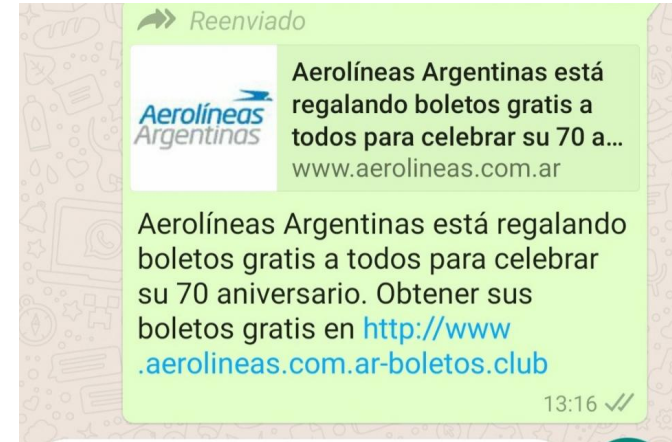 Reenviado
Aerolíneas
Argentinas
Aerolíneas Argentinas está
regalando boletos gratis a
todos para celebrar su 70 a...
www.aerolineas.com.ar
Aerolíneas Argentinas está regalando
boletos gratis a todos para celebrar
su 70 aniversario. Obtener sus
boletos gratis en http://www
.aerolineas.com.ar-boletos.club
13:16